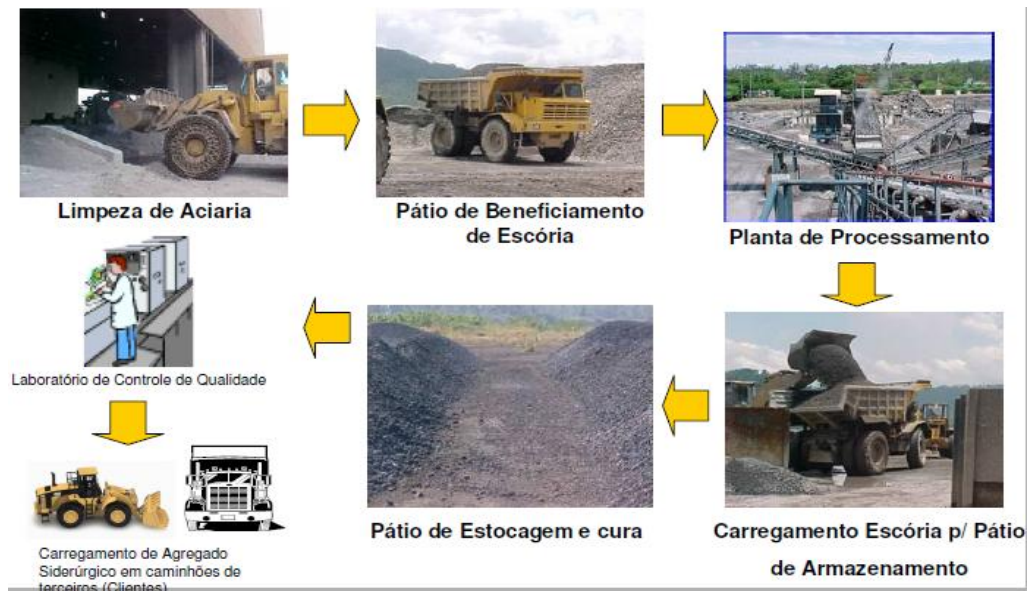 Limpeza de Aciaria
Pátio de Beneficiamento
de Escória
Planta de Processamento
Carregamento Escória p/ Pátio
de Armazenamento
Pátio de Estocagem e cura
Laboratório de Controle de Qualidade
Carregamento de Agregado
Siderúrgico em caminhões de
terceiros (Clientes)